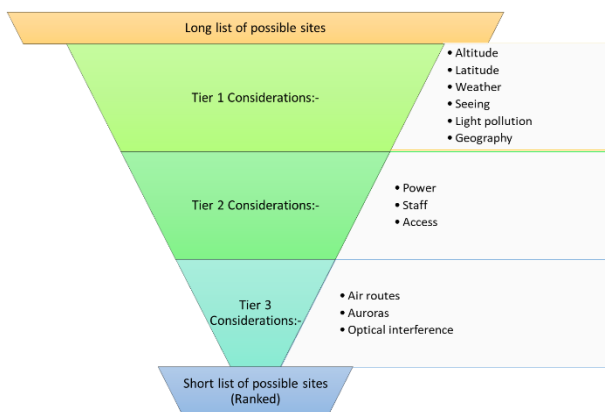 Long list of possible sites
Tier 1 Considerations:-
• Altitude
• Latitude
• Weather
• Seeing
• Light pollution
• Geography
Tier 2 Considerations:-
• Power
• Staff
• Access
Tier 3
Considerations:-
• Air routes
• Auroras
• Optical interference
Short list of possible sites
(Ranked)